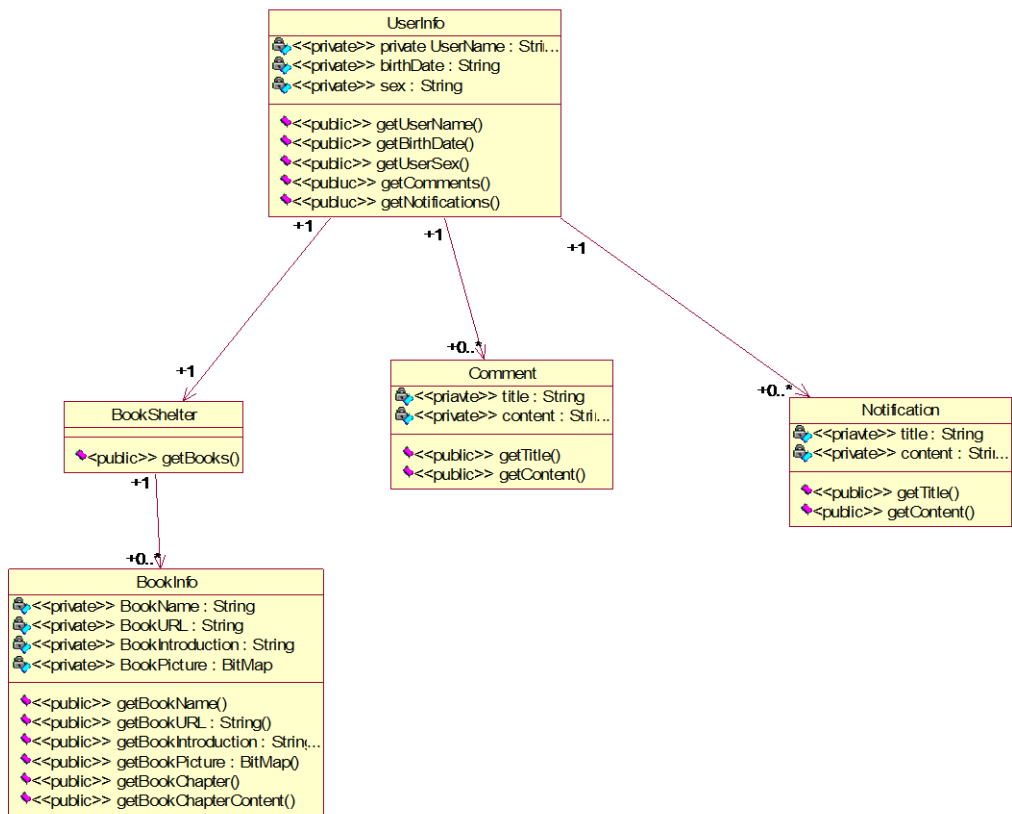 UserInfo
<<private>> private UserName : Stri...
<<private>> birthDate : String
<<private>> sex : String
<<public>> getUserName()
<<public>> getBirthDate()
<<public>> getUserSex()
<<publuc>> getComments()
<<publuc>> getNotifications()
+1
+1
+1
+1
+0..*
+0..*
Comment
<<priavte>> title : String
<<private>> content : Stri...
<<public>> getTitle()
<<public>> getContent()
BookShelter
<public>> getBooks()
Notification
<<priavte>> title : String
<<private>> content : Strin...
<<public>> getTitle()
<public>> getContent()
+1
+0..*
BookInfo
<<private>> BookName : String
<<private>> BookURL : String
<<private>> BookIntroduction : String
<<private>> BookPicture : BitMap
<<public>> getBookName()
<<public>> getBookURL : String()
<<public>> getBookIntroduction : String...
<<public>> getBookPicture : BitMap()
<<public>> getBookChapter()
<<public>> getBookChapterContent()